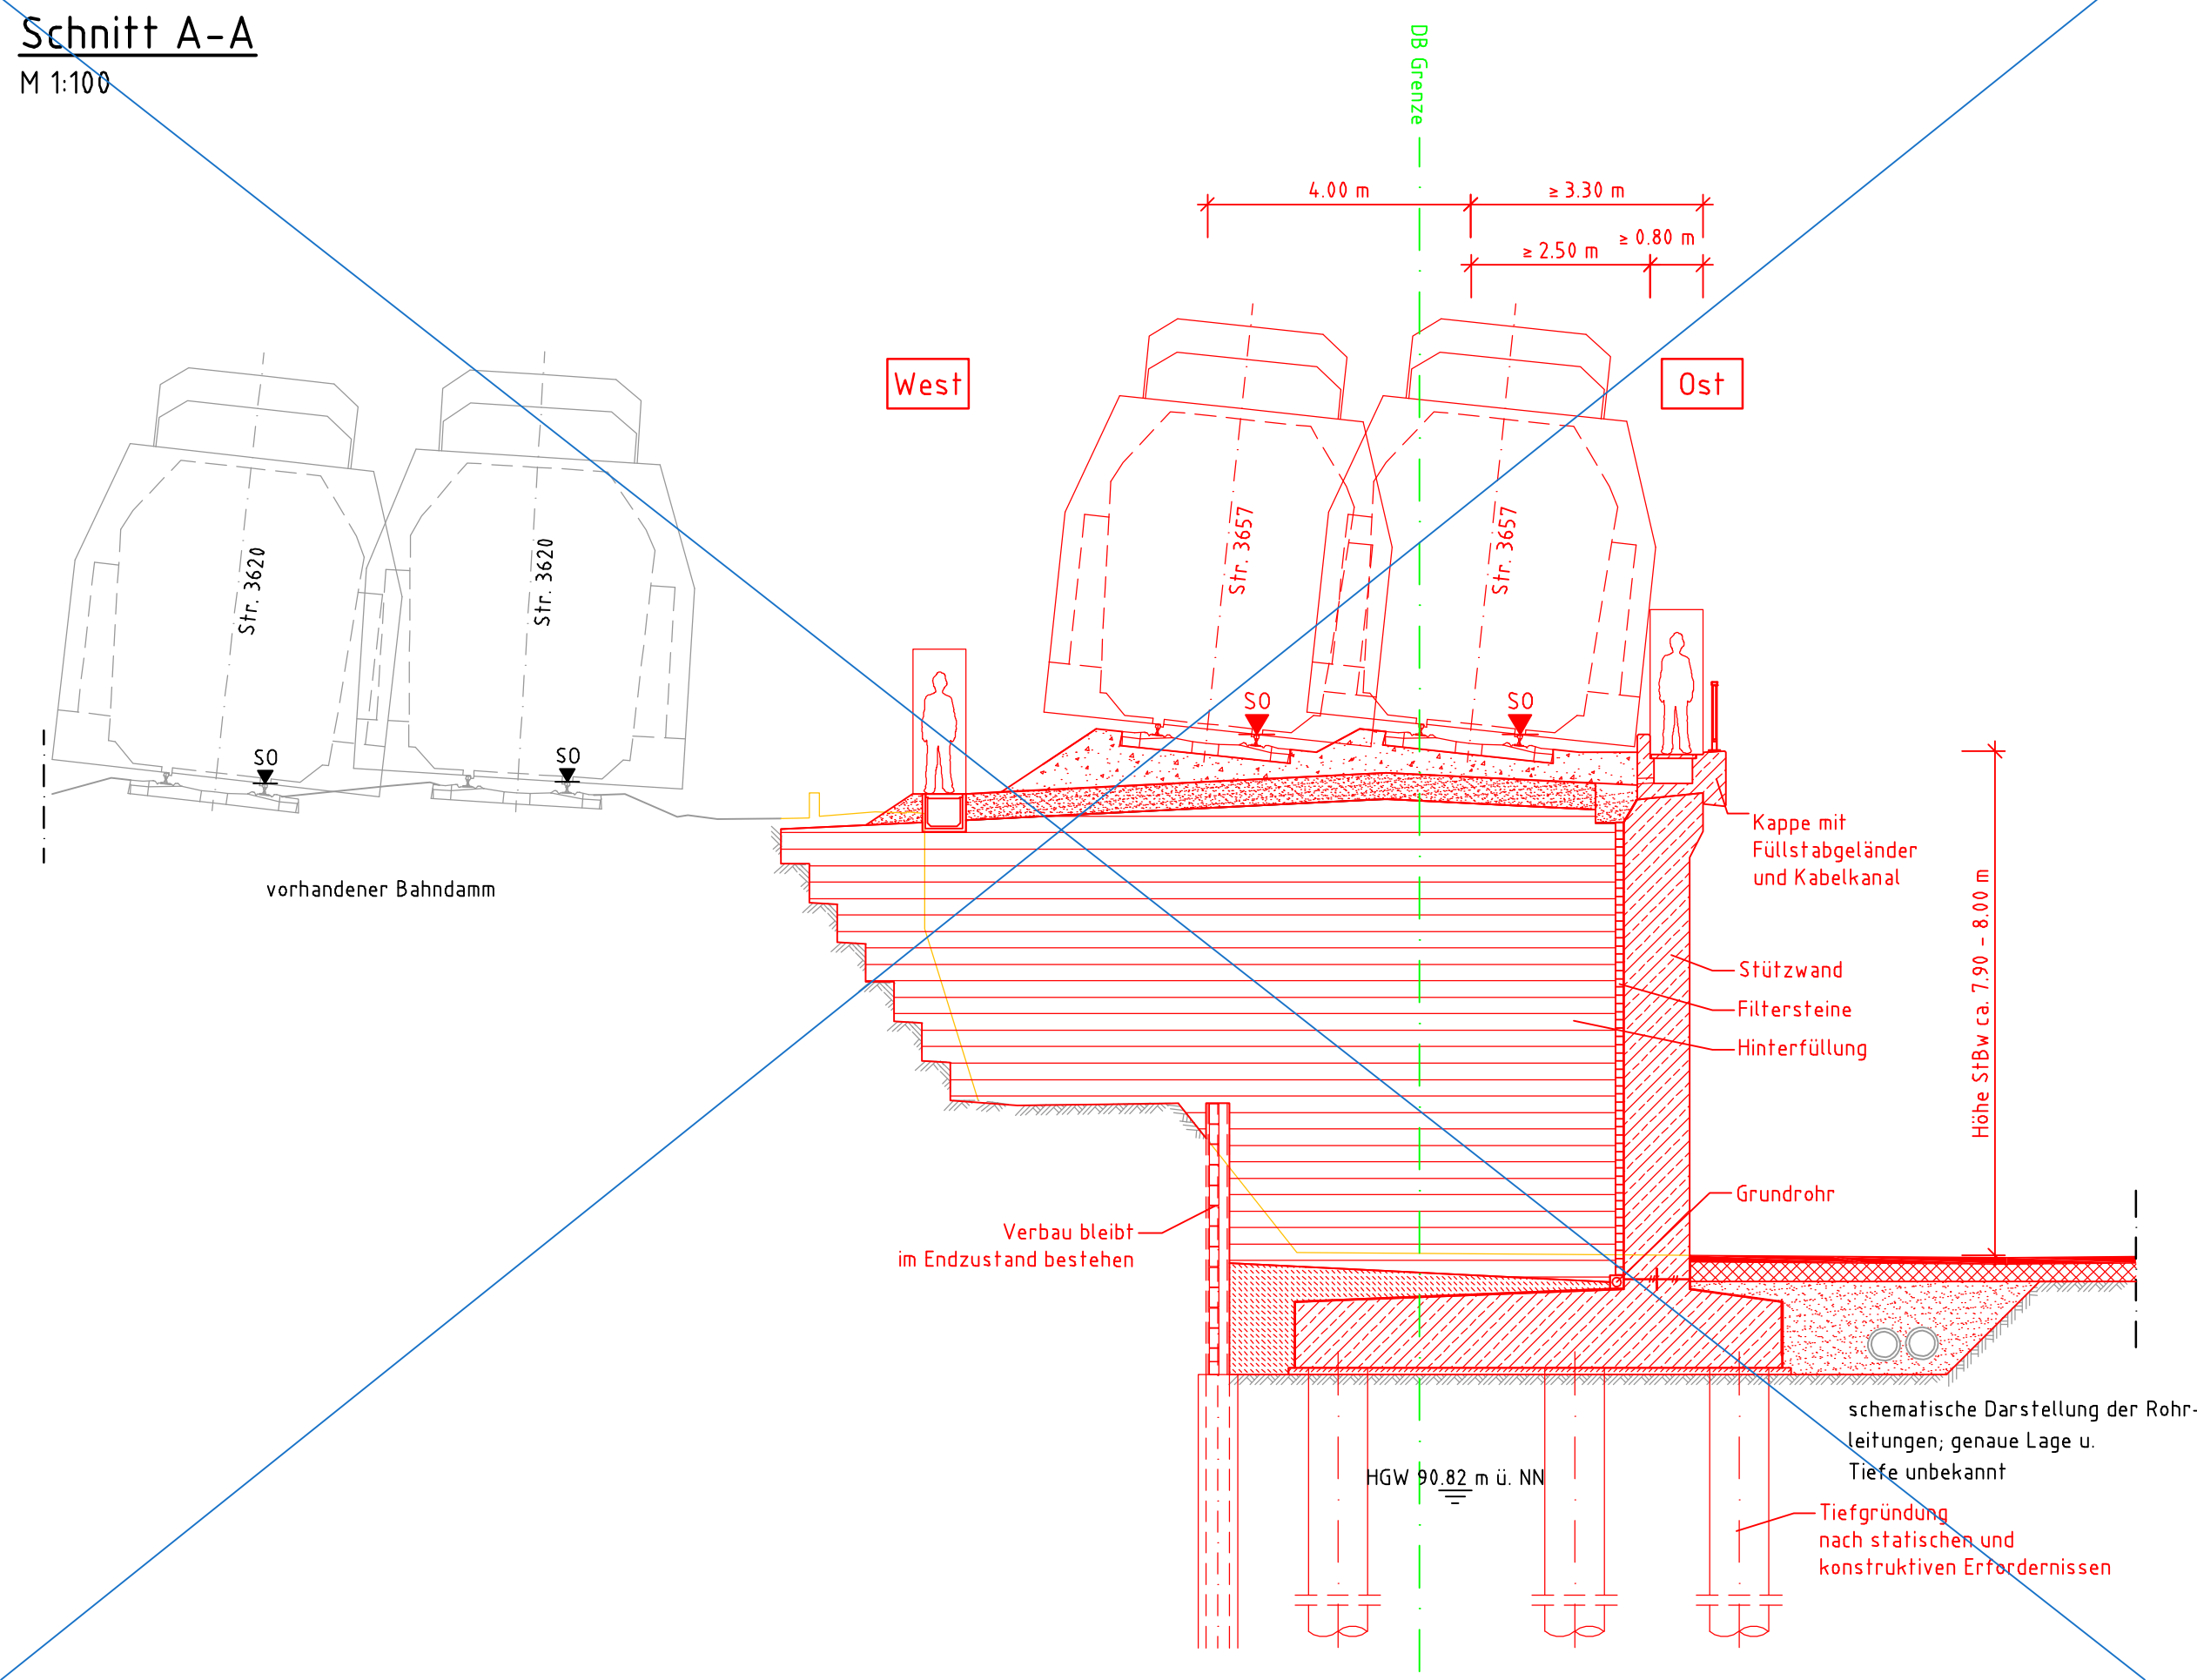 Schnitt A-A
M 1:100
DB Grenze
4.00 m
≥ 3.30 m
≥ 2.50 m
≥ 0.80 m
West
Ost
Str. 3620
Str. 3620
Str. 3657
Str. 3657
SO
SO
SO
SO
vorhandener Bahndamm
Kappe mit
Füllstabgeländer
und Kabelkanal
Stützwand
Filtersteine
Hinterfüllung
Höhe StBw ca. 7.90 - 8.00 m
Grundrohr
Verbau bleibt
im Endzustand bestehen
schematische Darstellung der Rohr-
leitungen; genaue Lage u.
Tiefe unbekannt
HGW 90.82 m ü. NN
Tiefgründung
nach statischen und
konstruktiven Erfordernissen